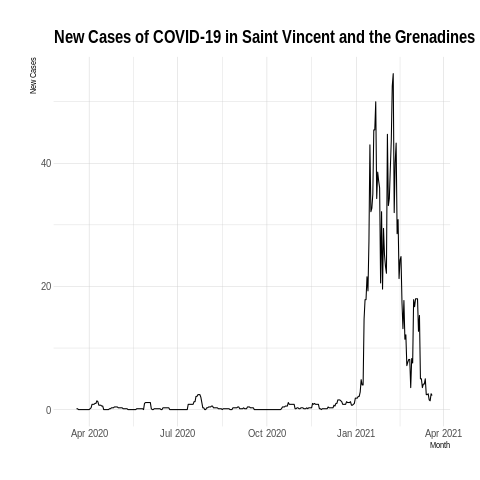 New Cases of COVID-19 in Saint Vincent and the Grenadines
New Cases
40
20
0
Apr 2020 Jul 2020 Oct 2020 Jan 2021 Apr 2021
Month